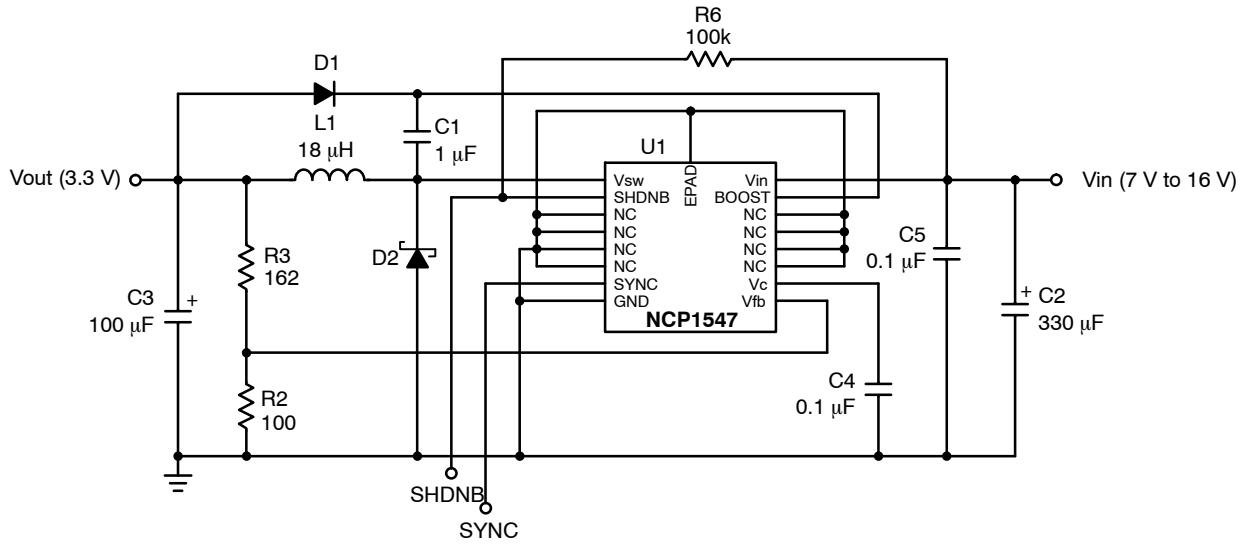 R6
100k
D1
L1
18 μH
C1
1 μF
U1
Vout (3.3 V)
Vin (7 V to 16 V)
EPAD
Vsw
SHDNB
NC
NC
NC
NC
SYNC
GND
Vin
BOOST
NC
NC
NC
NC
Vc
Vfb
NCP1547
R3
162
D2
C5
0.1 μF
C3
+
100 μF
+
C2
330 μF
R2
100
C4
0.1 μF
SHDNB
SYNC